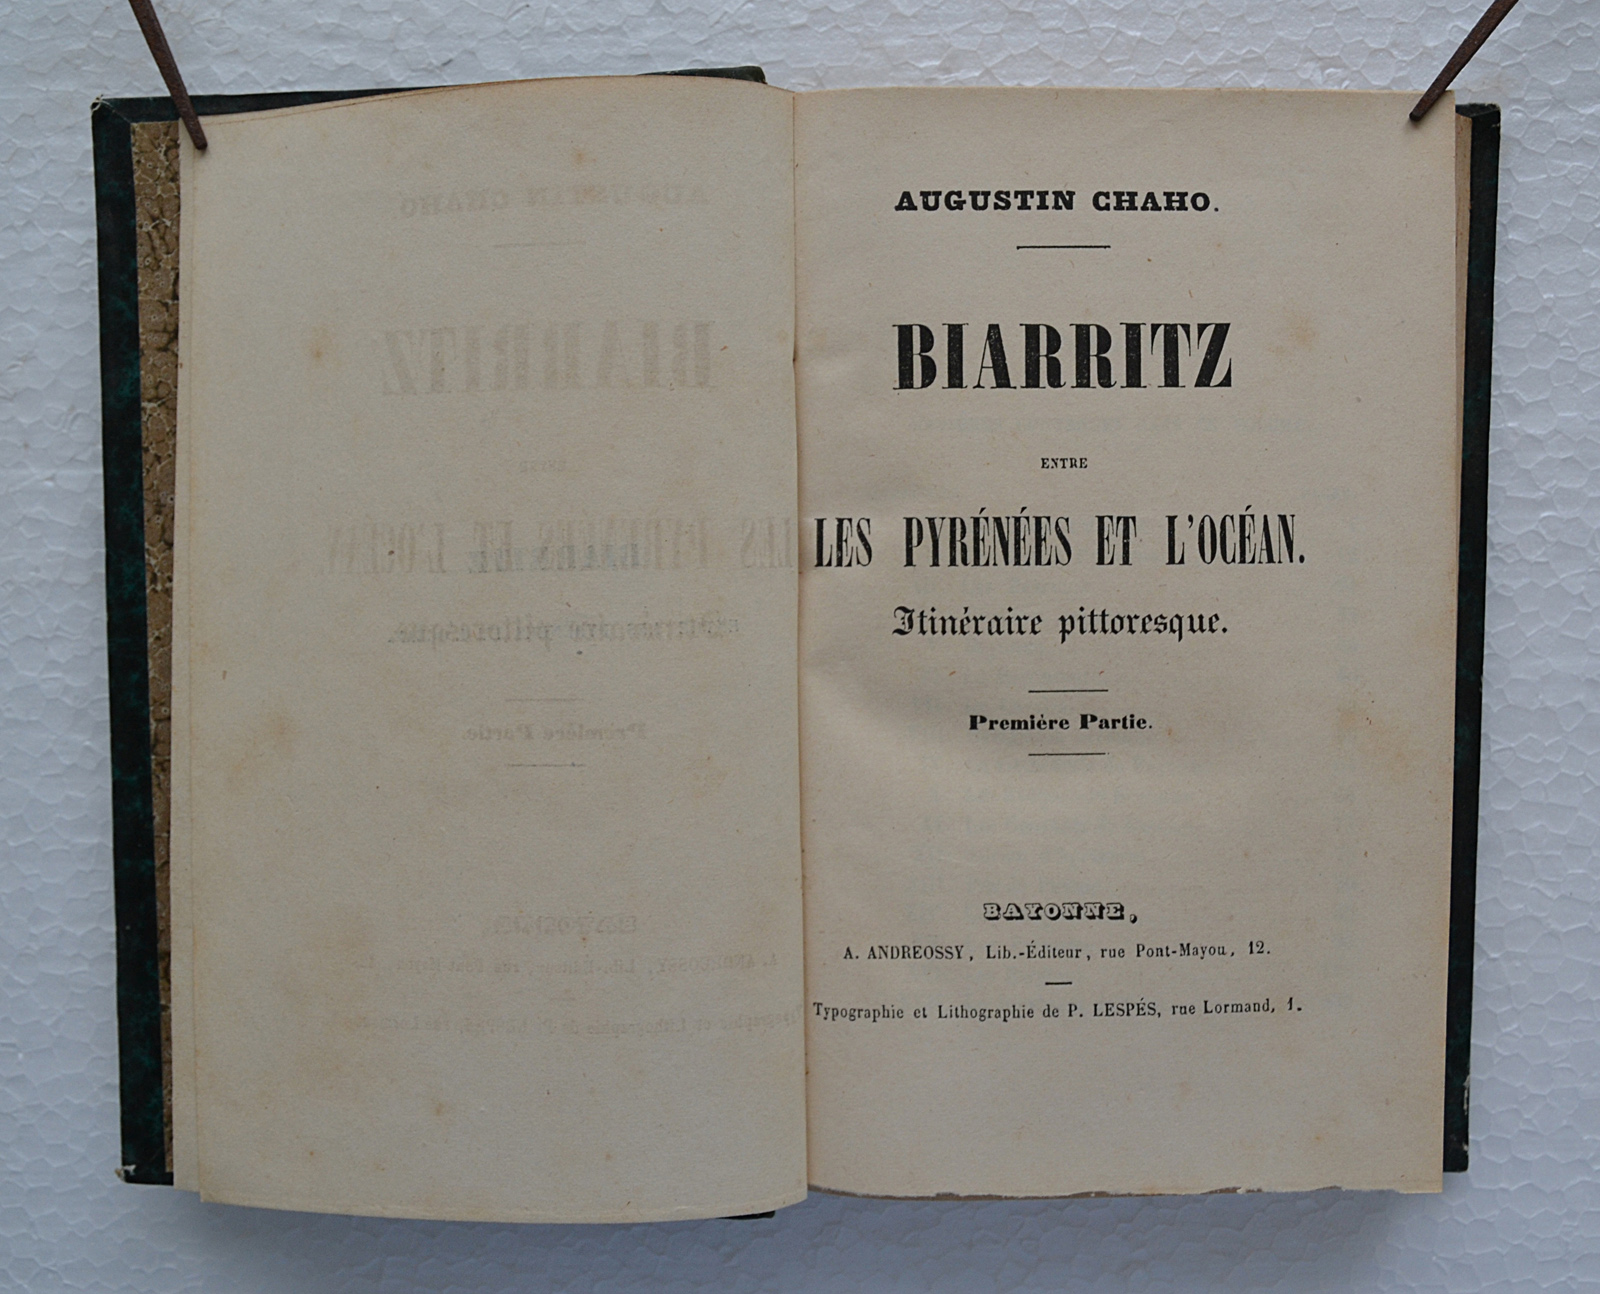 AUGUSTIN CHAHO.
BIARRITZ
ENTRE
LES PYRÉNÉES ET L'OCÉAN.
Itinéraire pittoresque.
Première Partie.
BAYONNE,
A. ANDREOSSY, Lib.-Éditeur, rue Pont-Mayou, 12.
Typographie et Lithographie de P. LESPÉS, rue Lormand, 1.